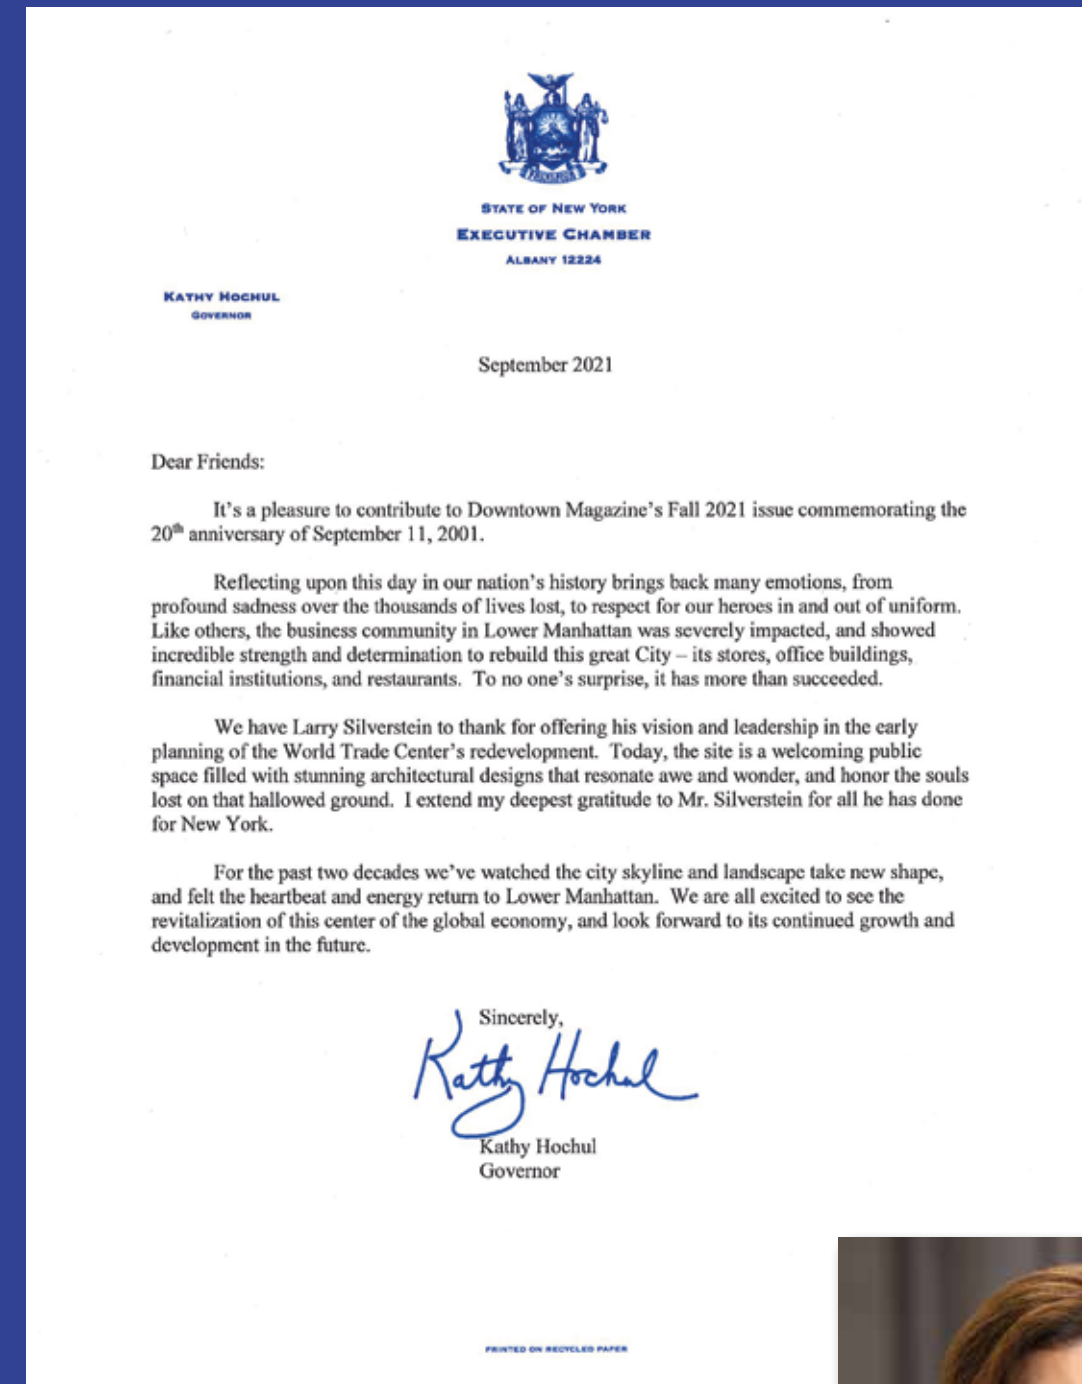 STATE OF NEW YORK
EXECUTIVE CHAMBER
ALBANY 12224
KATHY HOCHUL
GOVERNOR
September 2021
Dear Friends:
It's a pleasure to contribute to Downtown Magazine's Fall 2021 issue commemorating the
20th anniversary of September 11, 2001.
Reflecting upon this day in our nation's history brings back many emotions, from
profound sadness over the thousands of lives lost, to respect for our heroes in and out of uniform.
Like others, the business community in Lower Manhattan was severely impacted, and showed
incredible strength and determination to rebuild this great City – its stores, office buildings,
financial institutions, and restaurants.  To no one's surprise, it has more than succeeded.
We have Larry Silverstein to thank for offering his vision and leadership in the early
planning of the World Trade Center's redevelopment.  Today, the site is a welcoming public
space filled with stunning architectural designs that resonate awe and wonder, and honor the souls
lost on that hallowed ground.  I extend my deepest gratitude to Mr. Silverstein for all he has done
for New York.
For the past two decades we've watched the city skyline and landscape take new shape,
and felt the heartbeat and energy return to Lower Manhattan.  We are all excited to see the
revitalization of this center of the global economy, and look forward to its continued growth and
development in the future.
Sincerely,
Kathy Hochul
Kathy Hochul
Governor
PRINTED ON RECYCLED PAPER